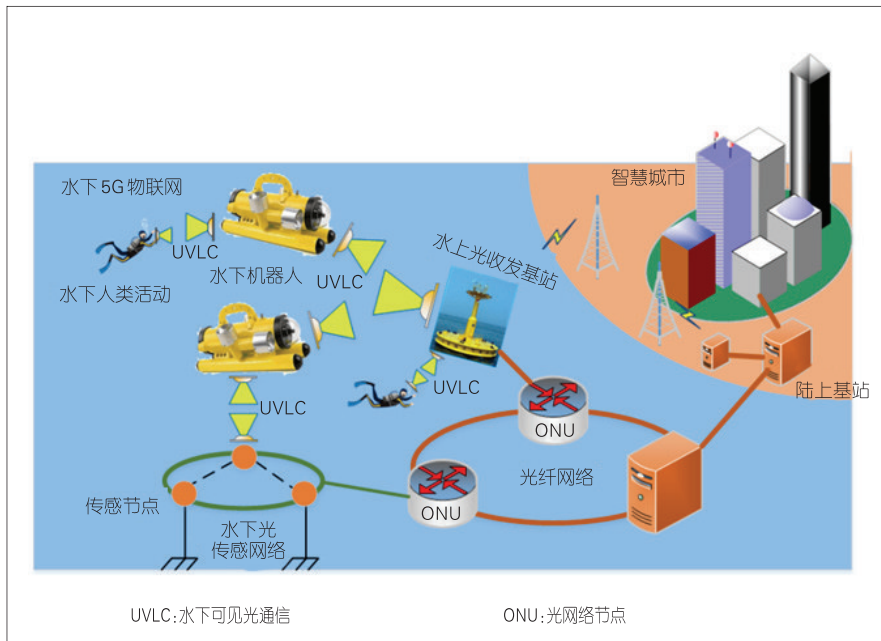 水下5G物联网
智慧城市
水上光收发基站
UVLC
水下机器人
UVLC
水下人类活动
UVLC
UVLC
陆上基站
ONU
光纤网络
传感节点
ONU
水下光
传感网络
UVLC:水下可见光通信
ONU:光网络节点